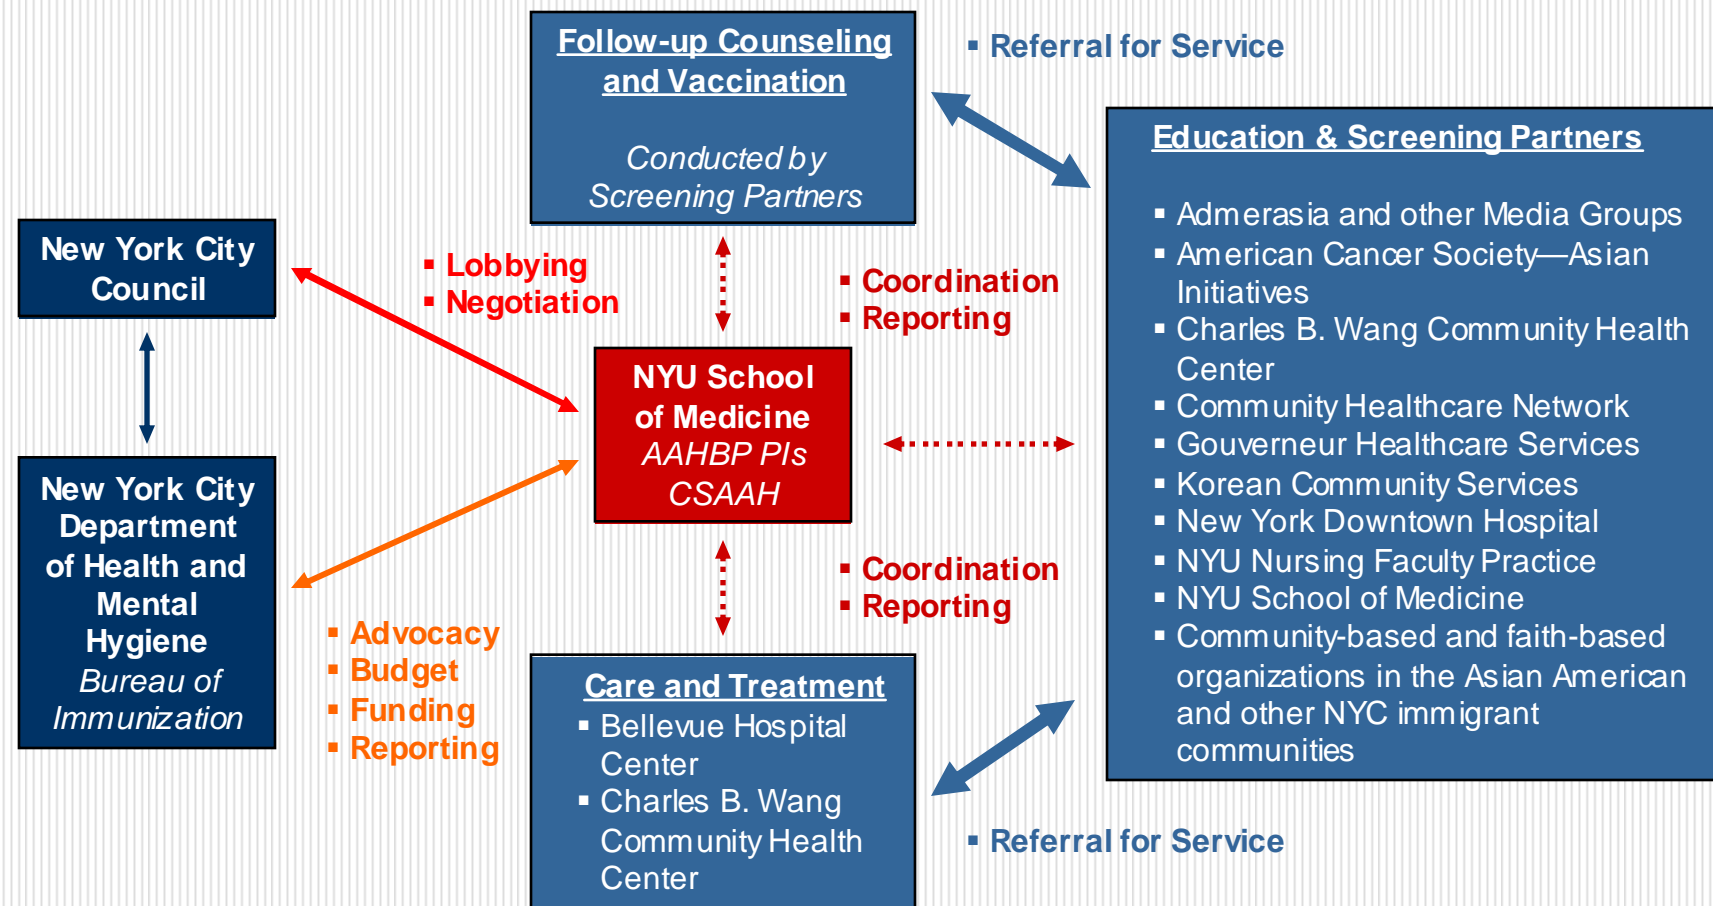 Follow-up Counseling
and Vaccination
Conducted by
Screening Partners
▪ Referral for Service
Education & Screening Partners
▪ Admerasia and other Media Groups
▪ American Cancer Society—Asian
Initiatives
▪ Charles B. Wang Community Health
Center
▪ Community Healthcare Network
▪ Gouverneur Healthcare Services
▪ Korean Community Services
▪ New York Downtown Hospital
▪ NYU Nursing Faculty Practice
▪ NYU School of Medicine
▪ Community-based and faith-based
organizations in the Asian American
and other NYC immigrant
communities
New York City
Council
▪ Lobbying
▪ Negotiation
▪ Coordination
▪ Reporting
NYU School
of Medicine
AAHBP PIs
CSAAH
New York City
Department
of Health and
Mental
Hygiene
Bureau of
Immunization
▪ Advocacy
▪ Budget
▪ Funding
▪ Reporting
▪ Coordination
▪ Reporting
Care and Treatment
▪ Bellevue Hospital
Center
▪ Charles B. Wang
Community Health
Center
▪ Referral for Service